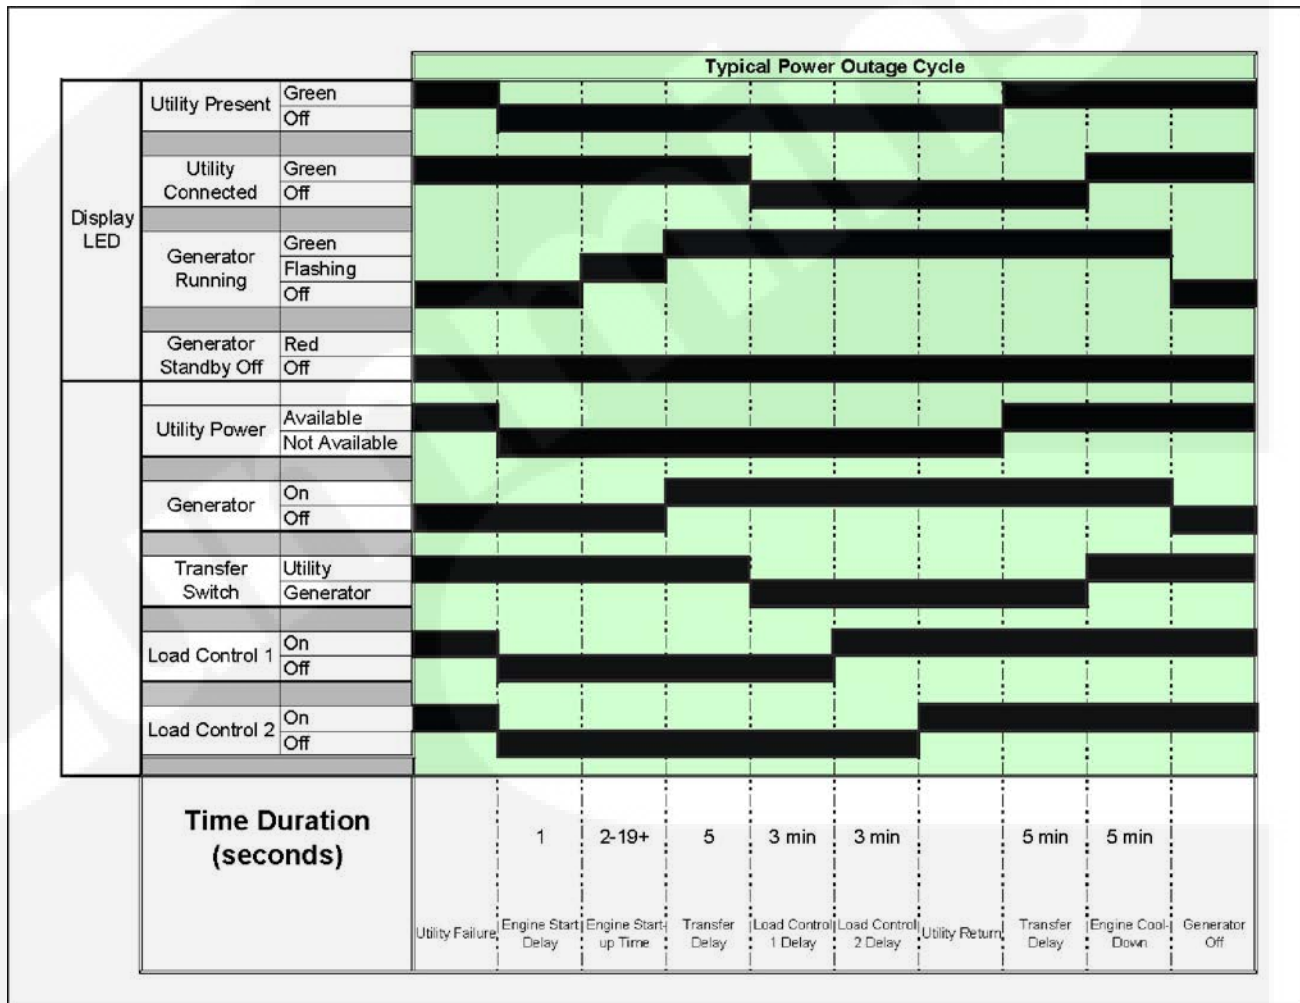 Typical Power Outage Cycle
Display
LED
Utility Present
Green
Off
Utility
Connected
Green
Off
Generator
Running
Green
Flashing
Off
Generator
Standby Off
Red
Off
Utility Power
Available
Not Available
Generator
On
Off
Transfer
Switch
Utility
Generator
Load Control 1
On
Off
Load Control 2
On
Off
Time Duration
(seconds)
1
2-19+
5
3 min
3 min
5 min
5 min
Utility Failure
Engine Start
Delay
Engine Start-
up Time
Transfer
Delay
Load Control
1 Delay
Load Control
2 Delay
Utility Return
Transfer
Delay
Engine Cool-
Down
Generator
Off
Cummins